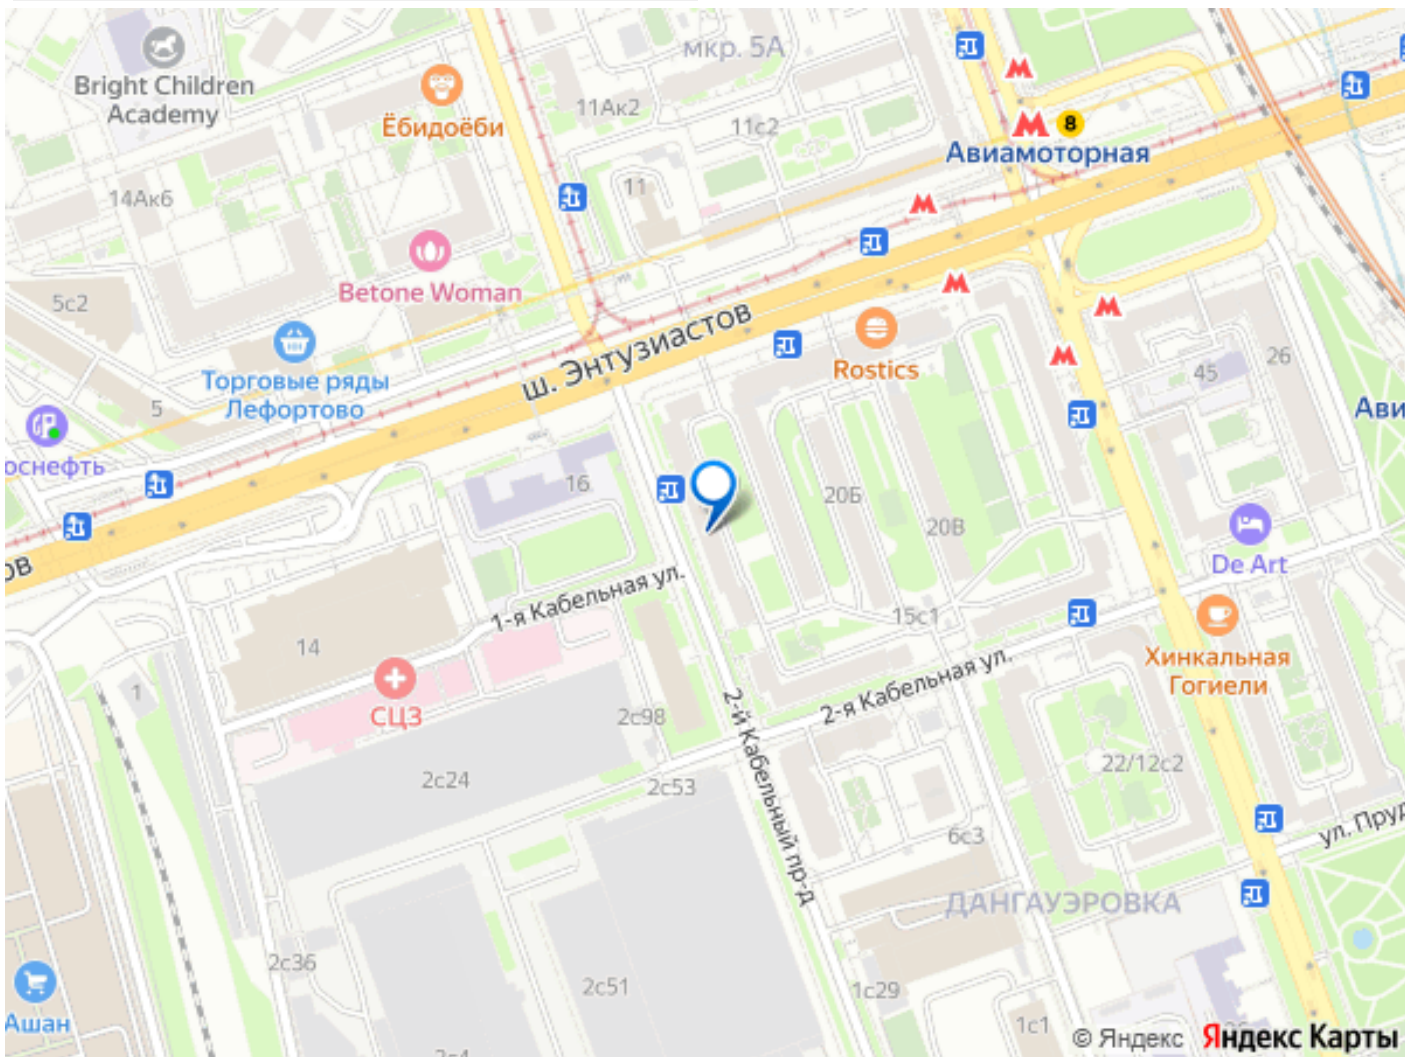 мкр. 5А
Bright Children
Academy
Ёбидоёби
11Ак2
11с2
8
Авиамоторная
14Ак6
11
Betone Woman
5с2
ш. Энтузиастов
Rostics
Торговые ряды
Лефортово
5
45
26
Ави
оснефть
16
20Б
20В
De Art
ов
1-я Кабельная ул.
15с1
14
Хинкальная
Гогиели
1
СЦЗ
2с98
2-я Кабельная ул.
2-й Кабельный пр-д
2с24
2с53
22/12с2
ул. Пруд
6с3
ДАНГАУЭРОВКА
2с36
2с51
1с29
Ашан
1с1
© Яндекс Яндекс Карты